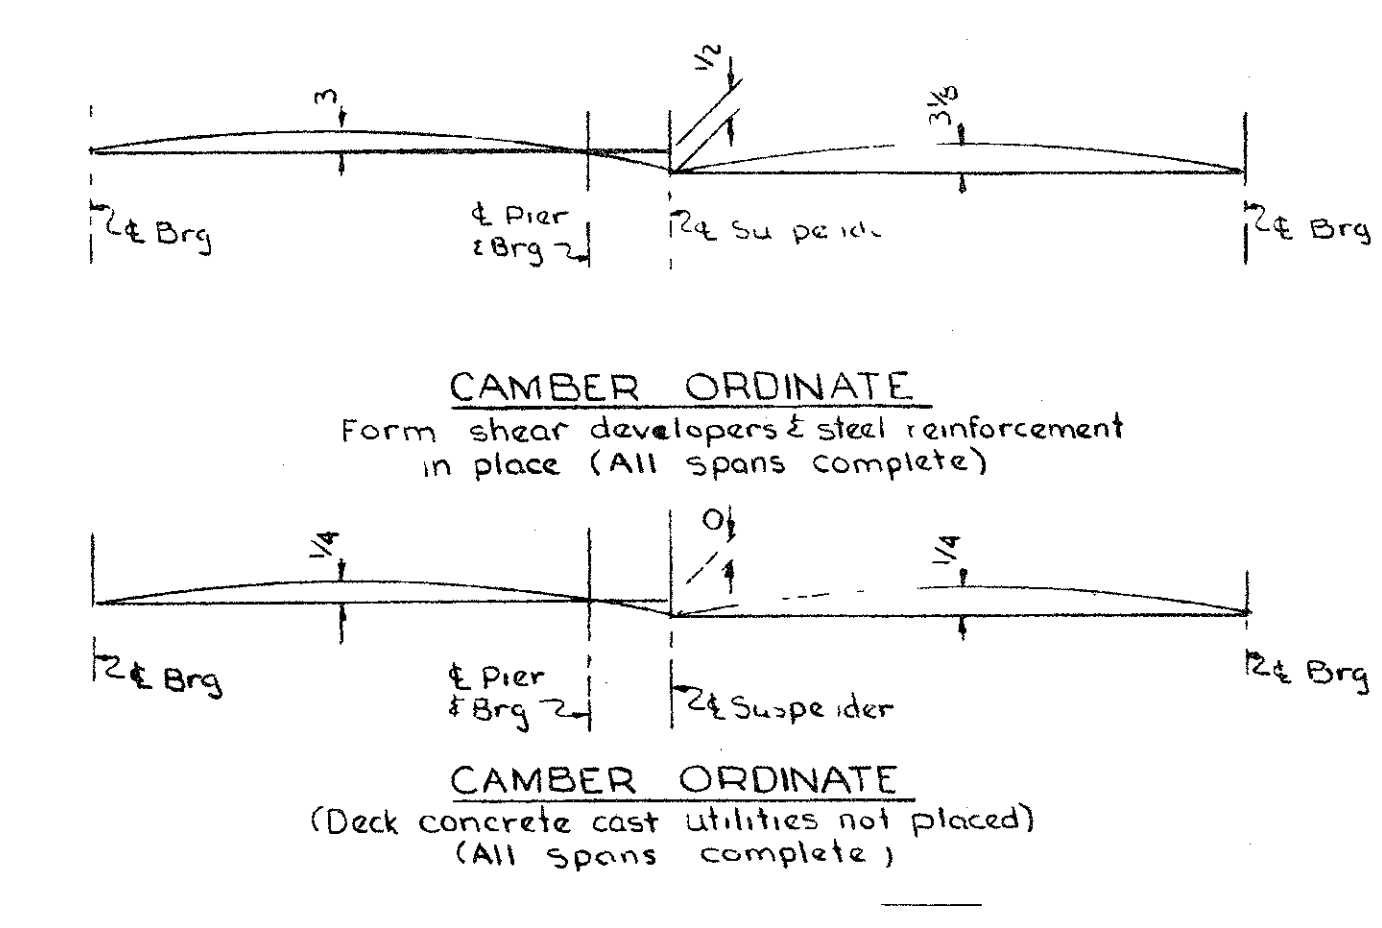 1/2
3
3 1/8
℄ Brg
℄ Pier
& Brg
℄
℄ Brg
CAMBER ORDINATE
Form shear developers & steel reinforcement
in place (All spans complete)
0
1/4
1/4
℄ Brg
℄ Pier
& Brg
℄ Suspender
℄ Brg
CAMBER ORDINATE
(Deck concrete cast utilities not placed)
(All spans complete)